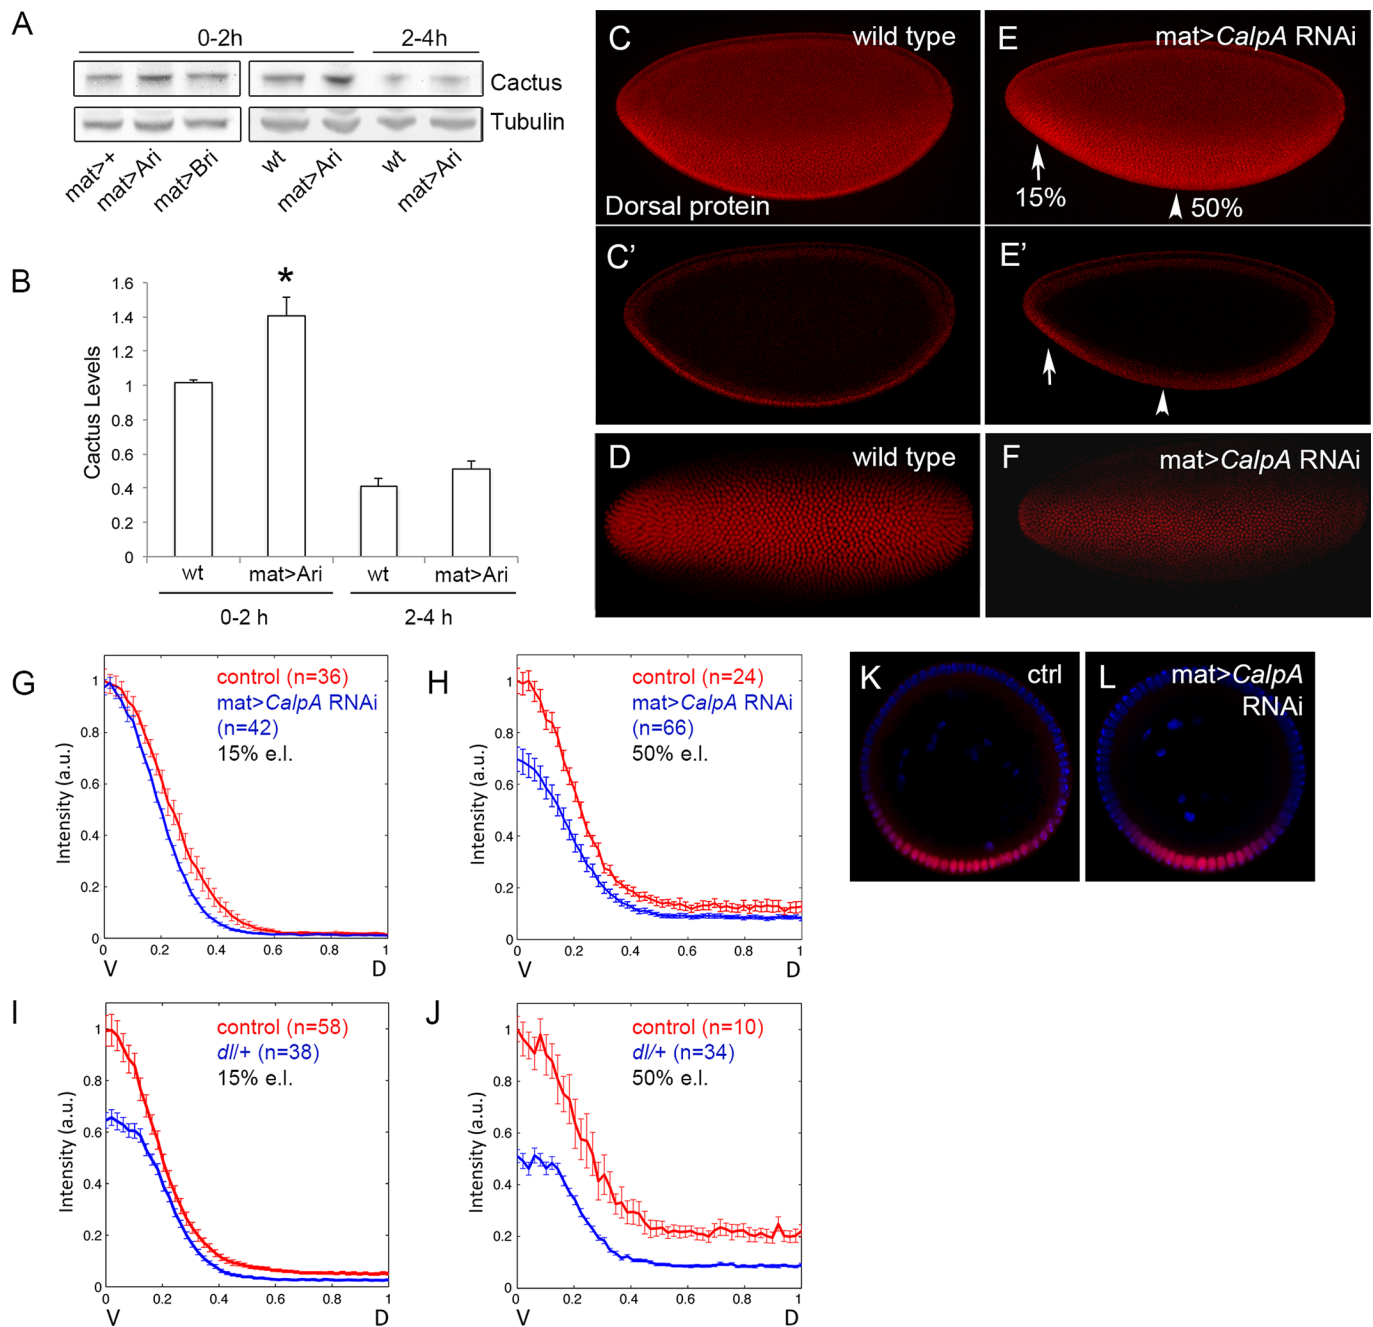 A
0-2h 2-4h
Cactus
Tubulin
mat>+ mat>Ari mat>Bri wt mat>Ari wt mat>Ari
B
*
Cactus Levels
1.6
1.4
1.2
1
0.8
0.6
0.4
0.2
0
wt mat>Ari wt mat>Ari
0-2 h 2-4 h
C wild type
Dorsal protein
E mat>CalpA RNAi
15%
50%
C’
E’
D wild type
F mat>CalpA RNAi
G
control (n=36)
mat>CalpA RNAi
(n=42)
15% e.l.
Intensity (a.u.)
1
0.8
0.6
0.4
0.2
0
0 0.2 0.4 0.6 0.8 1
V D
H
control (n=24)
mat>CalpA RNAi
(n=66)
50% e.l.
Intensity (a.u.)
1
0.8
0.6
0.4
0.2
0
0 0.2 0.4 0.6 0.8 1
V D
K ctrl
L mat>CalpA
RNAi
I
control (n=58)
dl/+ (n=38)
15% e.l.
Intensity (a.u.)
1
0.8
0.6
0.4
0.2
0
0 0.2 0.4 0.6 0.8 1
V D
J
control (n=10)
dl/+ (n=34)
50% e.l.
Intensity (a.u.)
1
0.8
0.6
0.4
0.2
0
0 0.2 0.4 0.6 0.8 1
V D